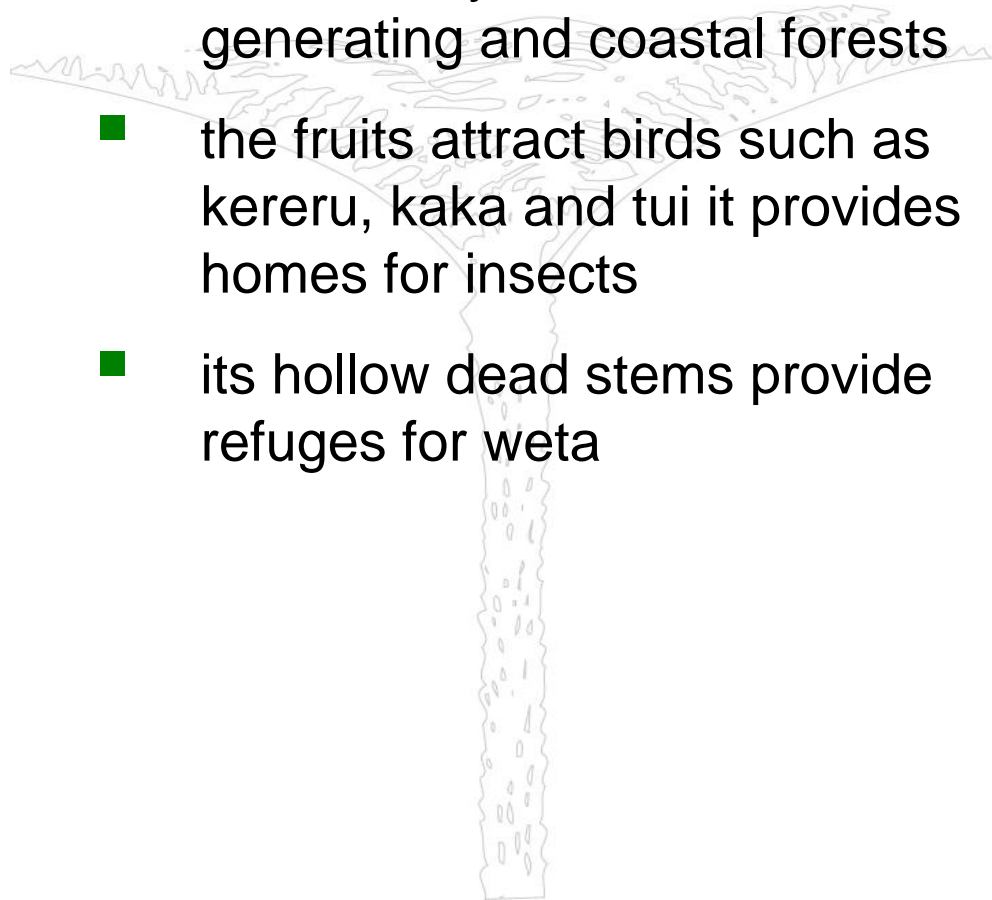 generating and coastal forests
the fruits attract birds such as
kereru, kaka and tui it provides
homes for insects
its hollow dead stems provide
refuges for weta